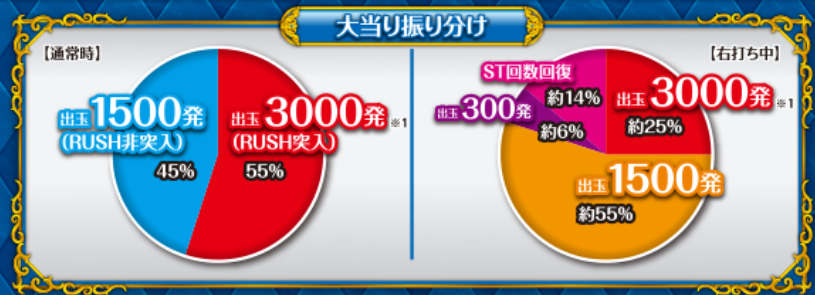 大当り振り分け
【通常時】
出玉1500発
(RUSH非突入)
45%
出玉3000発※1
(RUSH突入)
55%
【右打ち中】
ST回数回復
約14%
出玉300発
約6%
出玉3000発※1
約25%
出玉1500発
約55%